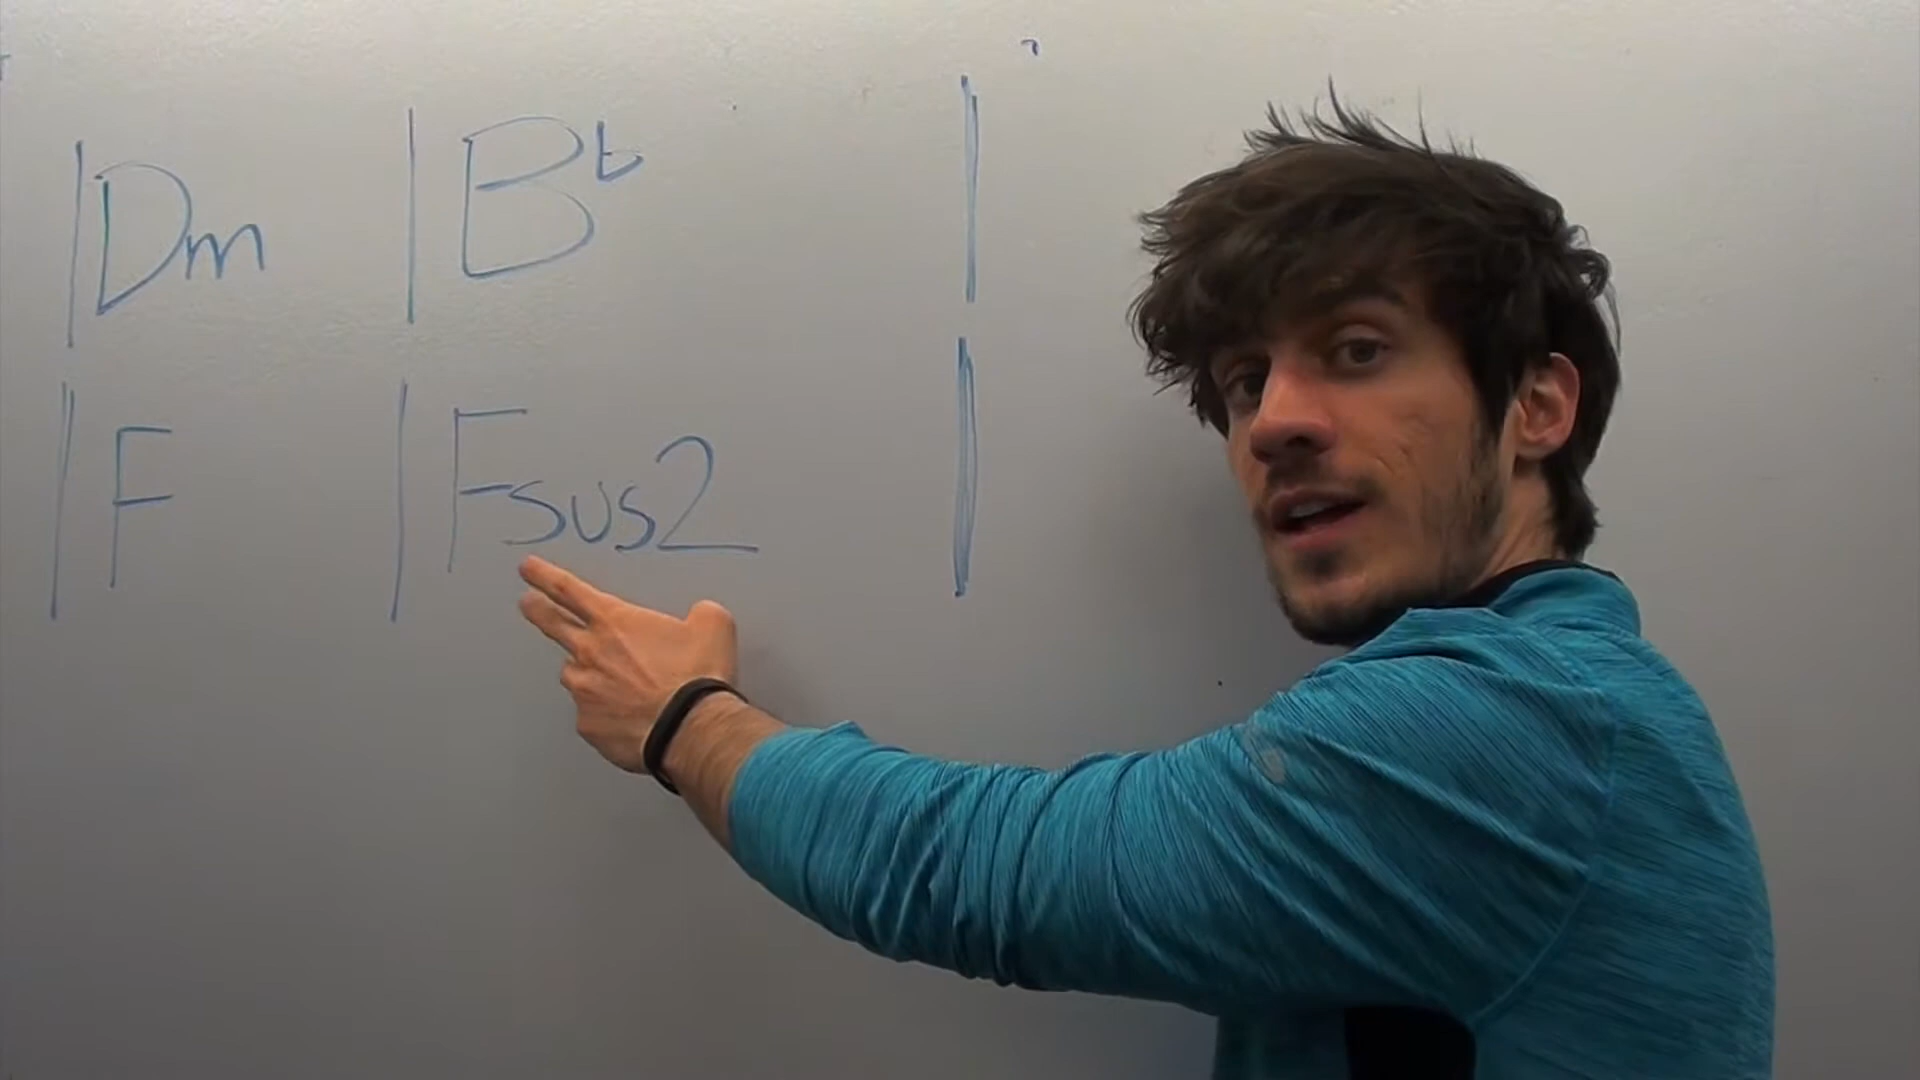 | Dm | B♭ |
| F | Fsus2 |